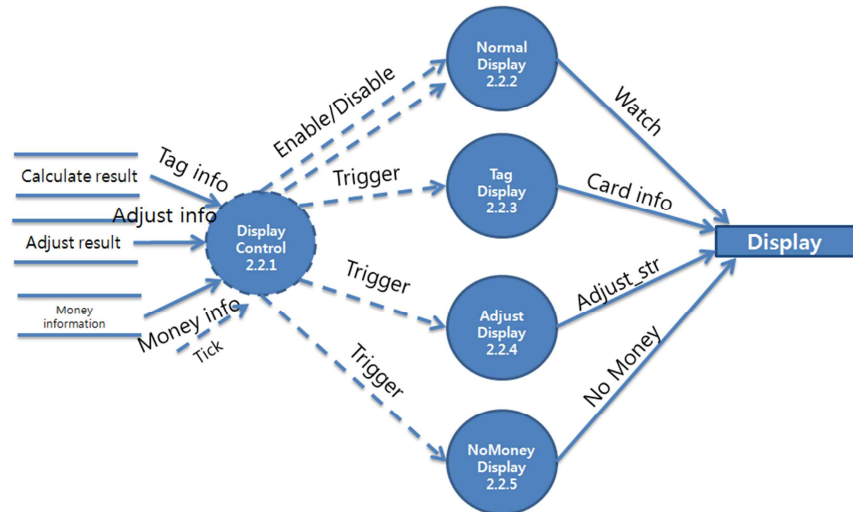 Calculate result
Adjust result
Money
information
Tag info
Adjust info
Money info
Tick
Display
Control
2.2.1
Enable/Disable
Trigger
Trigger
Trigger
Normal
Display
2.2.2
Tag
Display
2.2.3
Adjust
Display
2.2.4
NoMoney
Display
2.2.5
Watch
Card info
Adjust_str
No Money
Display